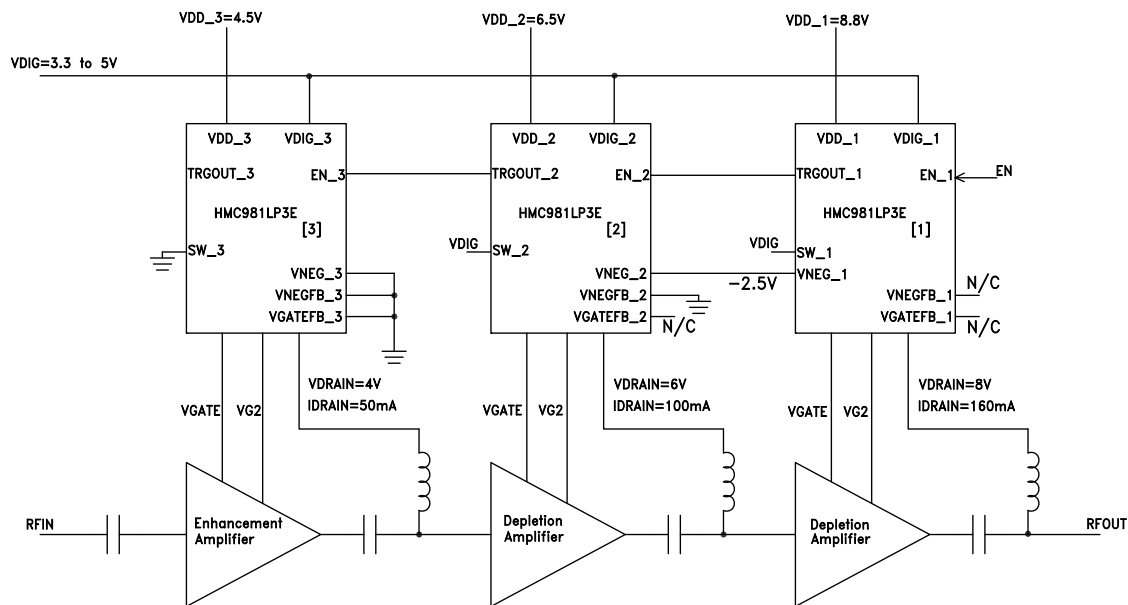 VDD_3=4.5V
VDD_2=6.5V
VDD_1=8.8V
VDIG=3.3 to 5V
VDD_3
VDIG_3
TRGOUT_3
EN_3
HMC981LP3E
[3]
SW_3
VNEG_3
VNEGFB_3
VGATEFB_3
VDD_2
VDIG_2
TRGOUT_2
EN_2
HMC981LP3E
[2]
VDIG
SW_2
VNEG_2
VNEGFB_2
VGATEFB_2
N/C
VDD_1
VDIG_1
TRGOUT_1
EN_1
EN
HMC981LP3E
[1]
VDIG
SW_1
VNEG_1
-2.5V
VNEGFB_1
N/C
VGATEFB_1
N/C
VGATE
VG2
VDRAIN=4V
IDRAIN=50mA
VGATE
VG2
VDRAIN=6V
IDRAIN=100mA
VGATE
VG2
VDRAIN=8V
IDRAIN=160mA
RFIN
Enhancement
Amplifier
Depletion
Amplifier
Depletion
Amplifier
RFOUT